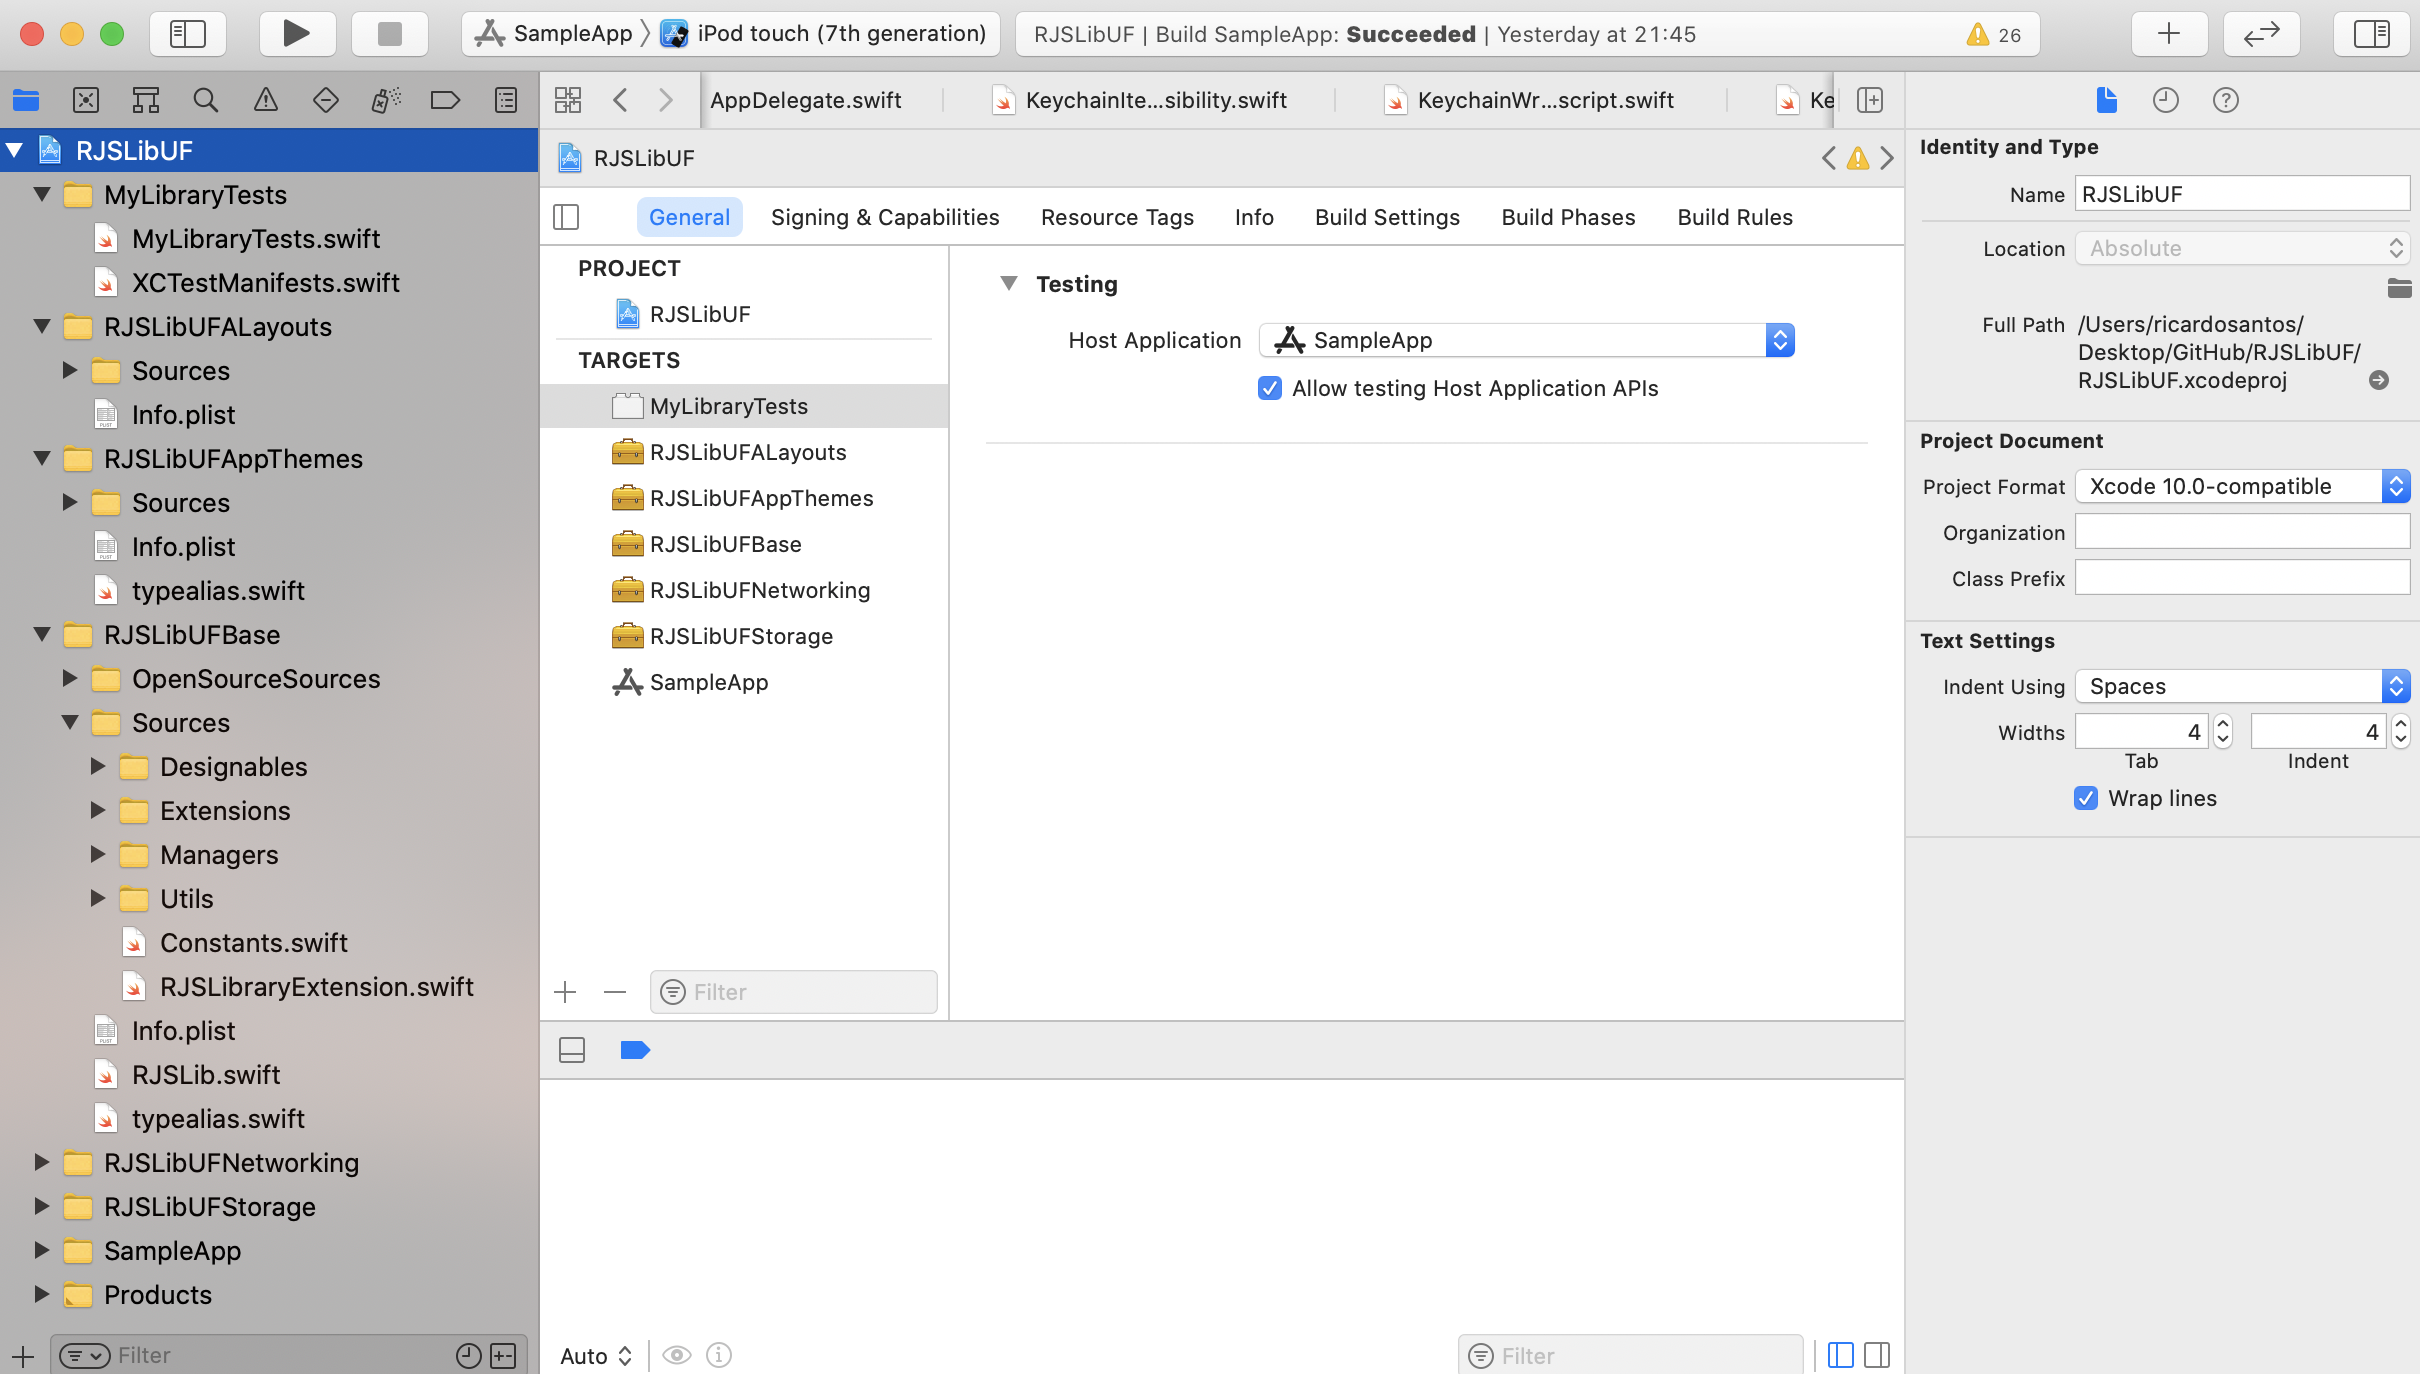 SampleApp
iPod touch (7th generation)
RJSLibUF | Build SampleApp: Succeeded | Yesterday at 21:45
26
AppDelegate.swift
KeychainIte...sibility.swift
KeychainWr...script.swift
Ke
RJSLibUF
MyLibraryTests
MyLibraryTests.swift
XCTestManifests.swift
RJSLibUFALayouts
Sources
Info.plist
RJSLibUFAppThemes
Sources
Info.plist
typealias.swift
RJSLibUFBase
OpenSourceSources
Sources
Designables
Extensions
Managers
Utils
Constants.swift
RJSLibraryExtension.swift
Info.plist
RJSLib.swift
typealias.swift
RJSLibUFNetworking
RJSLibUFStorage
SampleApp
Products
Filter
RJSLibUF
General
Signing & Capabilities
Resource Tags
Info
Build Settings
Build Phases
Build Rules
PROJECT
RJSLibUF
TARGETS
MyLibraryTests
RJSLibUFALayouts
RJSLibUFAppThemes
RJSLibUFBase
RJSLibUFNetworking
RJSLibUFStorage
SampleApp
Filter
Testing
Host Application
SampleApp
Allow testing Host Application APIs
Auto
Filter
Identity and Type
Name RJSLibUF
Location Absolute
Full Path /Users/ricardosantos/
Desktop/GitHub/RJSLibUF/
RJSLibUF.xcodeproj
Project Document
Project Format Xcode 10.0-compatible
Organization
Class Prefix
Text Settings
Indent Using Spaces
Widths 4 4
Tab Indent
Wrap lines